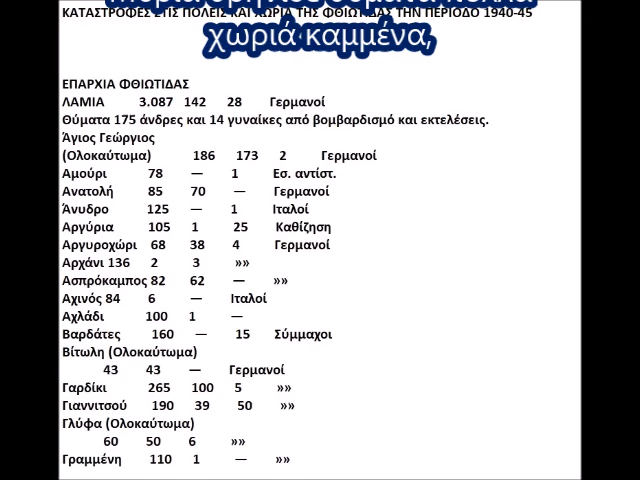 ΚΑΤΑΣΤΡΟΦΕΣ ΣΤΙΣ ΠΟΛΕΙΣ ΚΑΙ ΧΩΡΙΑ ΤΗΣ ΦΘΙΩΤΙΔΑΣ ΤΗΝ ΠΕΡΙΟΔΟ 1940-45
χωριά καμμένα,
ΕΠΑΡΧΙΑ ΦΘΙΩΤΙΔΑΣ
ΛΑΜΙΑ 3.087 142 28 Γερμανοί
Θύματα 175 άνδρες και 14 γυναίκες από βομβαρδισμό και εκτελέσεις.
Άγιος Γεώργιος
(Ολοκαύτωμα) 186 173 2 Γερμανοί
Αμούρι 78 — 1 Εσ. αντίστ.
Ανατολή 85 70 — Γερμανοί
Άνυδρο 125 — 1 Ιταλοί
Αργύρια 105 1 25 Καθίζηση
Αργυροχώρι 68 38 4 Γερμανοί
Αρχάνι 136 2 3 »»
Ασπρόκαμπος 82 62 — »»
Αχινός 84 6 — Ιταλοί
Αχλάδι 100 1 —
Βαρδάτες 160 — 15 Σύμμαχοι
Βίτωλη (Ολοκαύτωμα)
43 43 — Γερμανοί
Γαρδίκι 265 100 5 »»
Γιαννιτσού 190 39 50 »»
Γλύφα (Ολοκαύτωμα)
60 50 6 »»
Γραμμένη 110 1 — »»